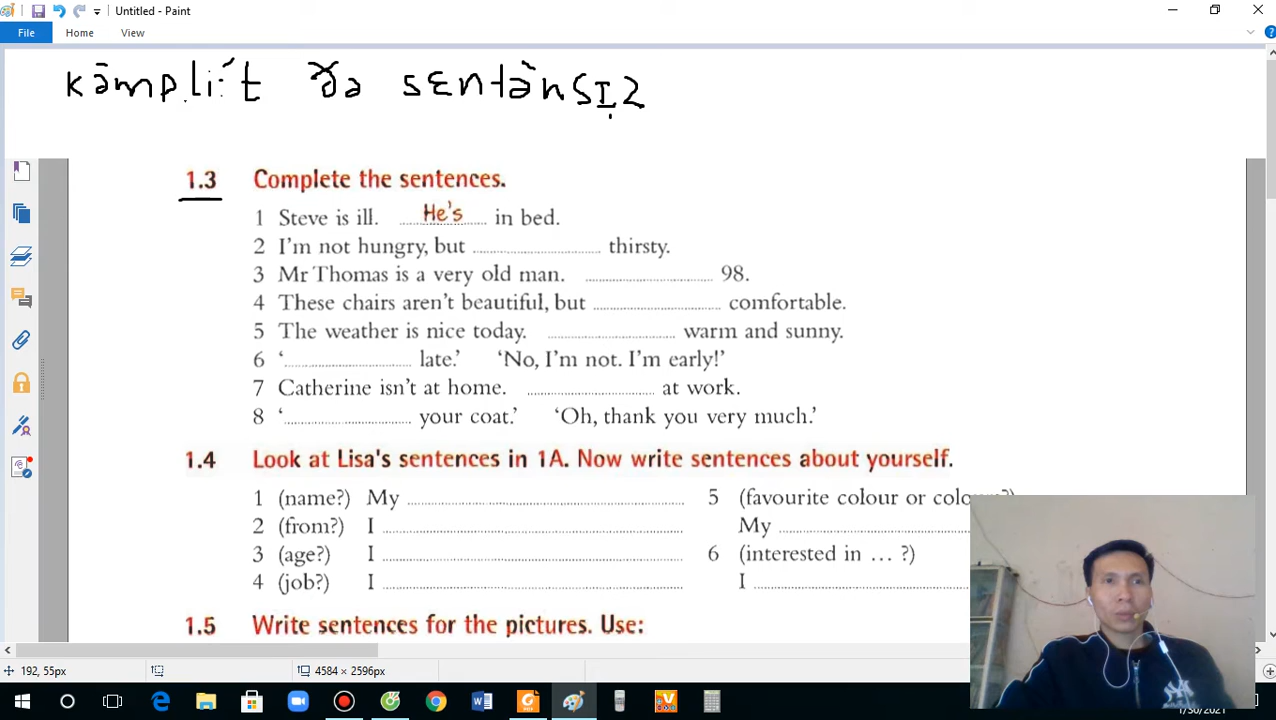 Untitled - Paint
File Home View
kəmpliːt ðə sentənsɪz
1.3 Complete the sentences.
1 Steve is ill. He's in bed.
2 I'm not hungry, but .............................. thirsty.
3 Mr Thomas is a very old man. .............................. 98.
4 These chairs aren't beautiful, but .............................. comfortable.
5 The weather is nice today. .............................. warm and sunny.
6 '.............................. late.' 'No, I'm not. I'm early!'
7 Catherine isn't at home. .............................. at work.
8 '.............................. your coat.' 'Oh, thank you very much.'
1.4 Look at Lisa's sentences in 1A. Now write sentences about yourself.
1 (name?) My ..............................
2 (from?) I ..............................
3 (age?) I ..............................
4 (job?) I ..............................
5 (favourite colour or
My ..............................
6 (interested in … ?)
I ..............................
1.5 Write sentences for the pictures. Use:
192, 55px 4584 × 2596px
1/30/2021